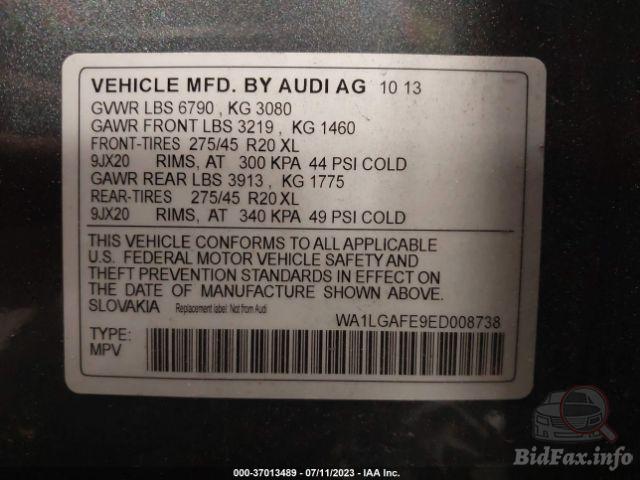 VEHICLE MFD. BY AUDI AG 10 13
GVWR LBS 6790 , KG 3080
GAWR FRONT LBS 3219 , KG 1460
FRONT-TIRES 275/45 R20 XL
9JX20 RIMS, AT 300 KPA 44 PSI COLD
GAWR REAR LBS 3913 , KG 1775
REAR-TIRES 275/45 R20 XL
9JX20 RIMS, AT 340 KPA 49 PSI COLD
THIS VEHICLE CONFORMS TO ALL APPLICABLE
U.S. FEDERAL MOTOR VEHICLE SAFETY AND
THEFT PREVENTION STANDARDS IN EFFECT ON
THE DATE OF MANUFACTURE SHOWN ABOVE.
SLOVAKIA Not from Audi
WA1LGAFE9ED008738
TYPE:
MPV
BidFax.info
000-37013489 - 07/11/2023 - IAA Inc.